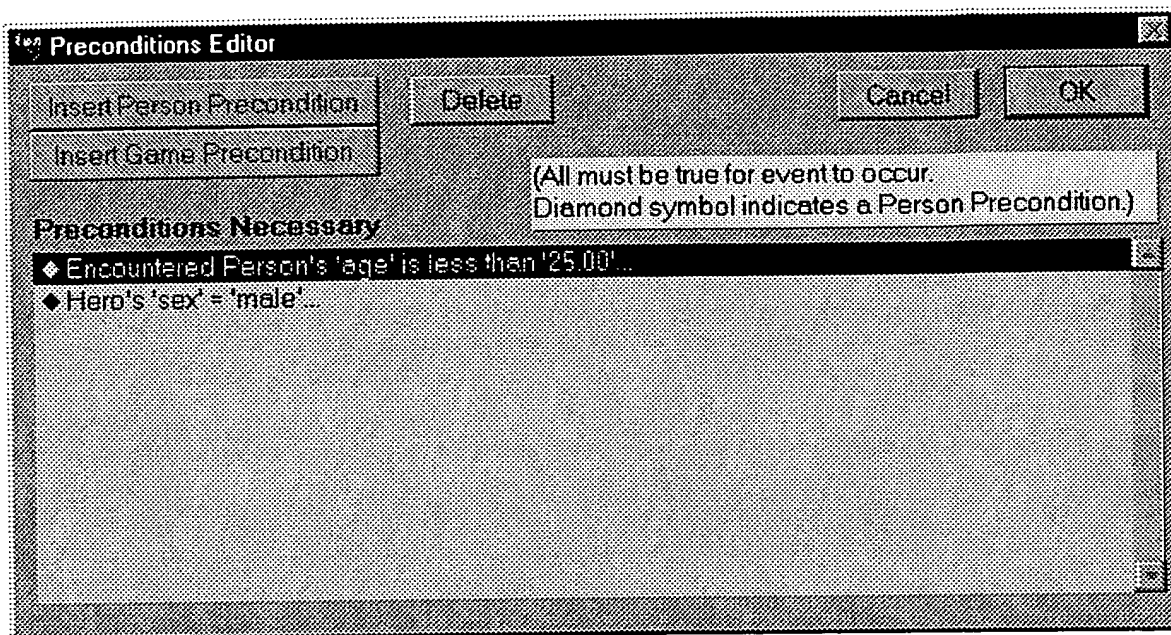 Preconditions Editor
Insert Person Precondition
Delete
Cancel
OK
Insert Game Precondition
(All must be true for event to occur.
Diamond symbol indicates a Person Precondition.)
Preconditions Necessary
◆ Encountered Person's 'age' is less than '25.00'...
◆ Hero's 'sex' = 'male'...